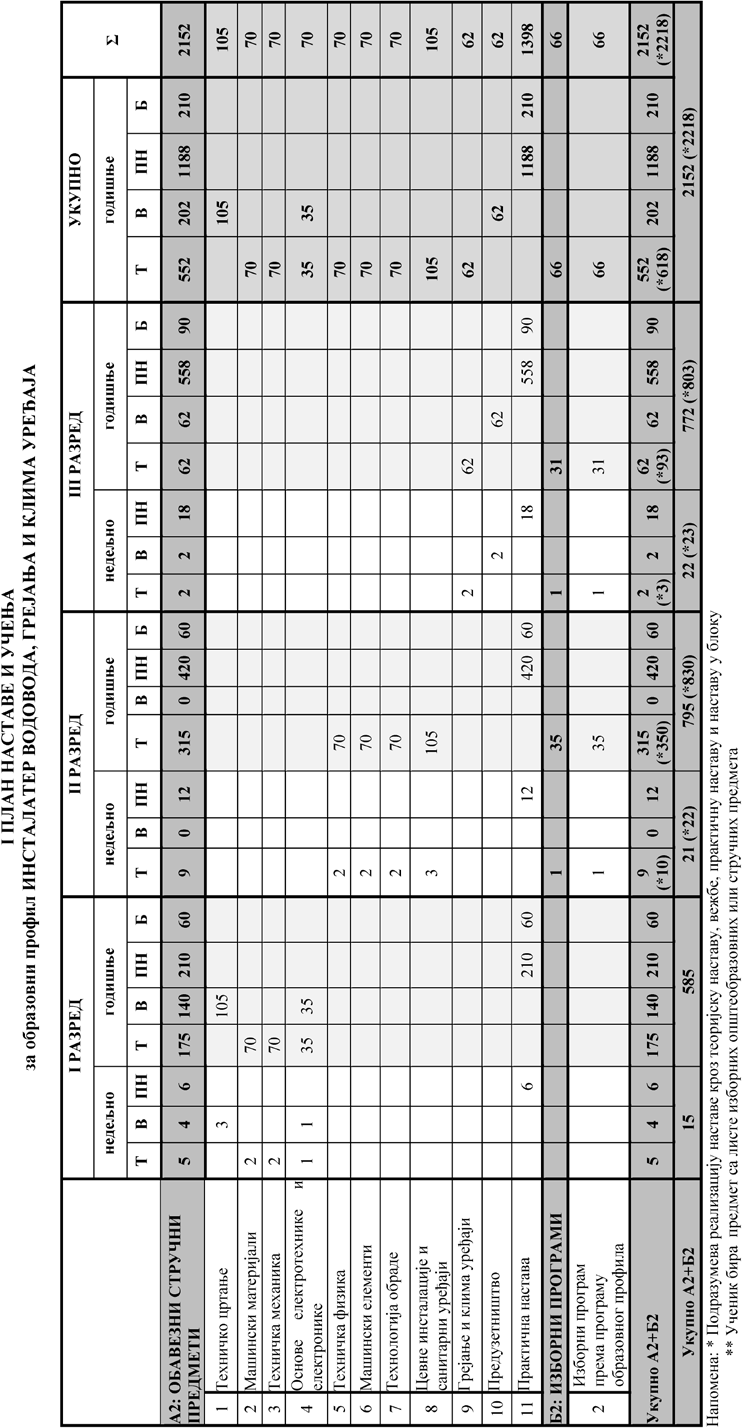 I ПЛАН НАСТАВЕ И УЧЕЊА
за образовни профил ИНСТАЛАТЕР ВОДОВОДА, ГРЕЈАЊА И КЛИМА УРЕЂАЈА
I РАЗРЕД II РАЗРЕД III РАЗРЕД УКУПНО
недељно годишње недељно годишње недељно годишње годишње Σ
Т В ПН Т В ПН Б Т В ПН Т В ПН Б Т В ПН Т В ПН Б Т В ПН Б
А2: ОБАВЕЗНИ СТРУЧНИ
ПРЕДМЕТИ 5 4 6 175 140 210 60 9 0 12 315 0 420 60 2 2 18 62 62 558 90 552 202 1188 210 2152
1 Техничко цртање 3 105 105 105
2 Машински материјали 2 70 70 70
3 Техничка механика 2 70 70 70
4 Основе електротехнике и
електронике 1 1 35 35 35 35 70
5 Техничка физика 2 70 70 70
6 Машински елементи 2 70 70 70
7 Технологија обраде 2 70 70 70
8 Цевне инсталације и
санитарни уређаји 3 105 105 105
9 Грејање и клима уређаји 2 62 62 62
10 Предузетништво 2 62 62 62
11 Практична настава 6 210 60 12 420 60 18 558 90 1188 210 1398
Б2: ИЗБОРНИ ПРОГРАМИ 1 35 1 31 66 66
2 Изборни програм
према програму
образовног профила 1 35 1 31 66 66
Укупно А2+Б2 5 4 6 175 140 210 60 9 (*10) 0 12 315 (*350) 0 420 60 2 (*3) 2 18 62 (*93) 62 558 90 552 (*618) 202 1188 210 2152 (*2218)
Укупно А2+Б2 15 585 21 (*22) 795 (*830) 22 (*23) 772 (*803) 2152 (*2218)
Напомена: * Подразумева реализацију наставе кроз теоријску наставу, вежбе, практичну наставу и наставу у блоку
** Ученик бира предмет са листе изборних општеобразовних или стручних предмета